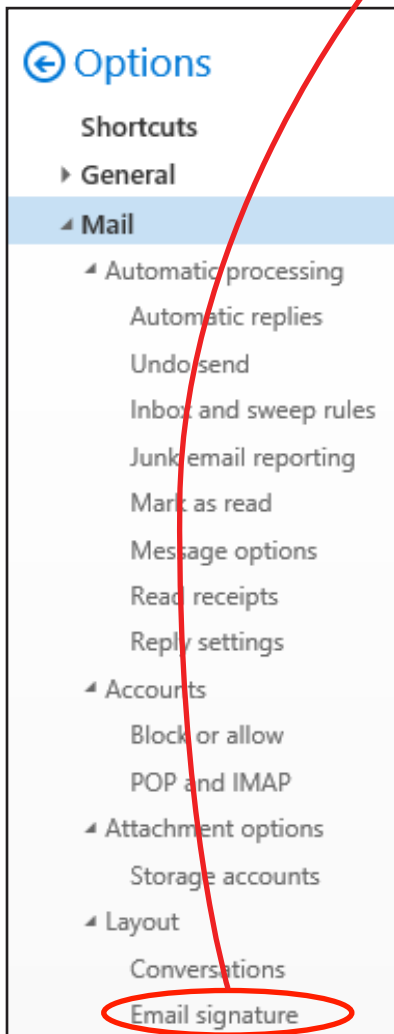 Options
Shortcuts
General
Mail
Automatic processing
Automatic replies
Undo send
Inbox and sweep rules
Junk email reporting
Mark as read
Message options
Read receipts
Reply settings
Accounts
Block or allow
POP and IMAP
Attachment options
Storage accounts
Layout
Conversations
Email signature